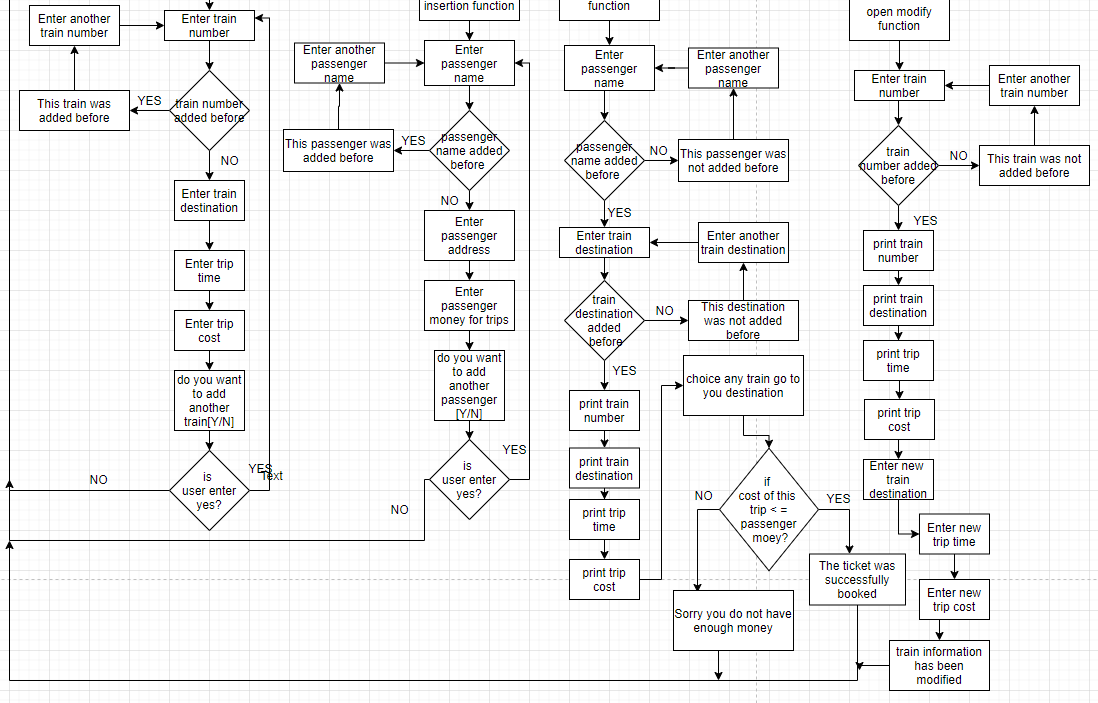 Enter another
train number
Enter train
number
This train was
added before
YES
train number
added before
NO
Enter train
destination
Enter trip
time
Enter trip
cost
do you want
to add
another
train[Y/N]
is
user enter
yes?
YES
Text
NO
insertion function
Enter another
passenger
name
Enter
passenger
name
This passenger was
added before
YES
passenger
name added
before
NO
Enter
passenger
address
Enter
passenger
money for trips
do you want
to add
another
passenger
[Y/N]
is
user enter
yes?
YES
NO
function
Enter
passenger
name
Enter another
passenger
name
passenger
name added
before
NO
This passenger was
not added before
YES
Enter train
destination
Enter another
train destination
train
destination
added
before
NO
This destination
was not added
before
YES
print train
number
print train
destination
print trip
time
print trip
cost
choice any train go to
you destination
if
cost of this
trip < =
passenger
moey?
NO
YES
Sorry you do not have
enough money
The ticket was
successfully
booked
open modify
function
Enter train
number
Enter another
train number
train
number added
before
NO
This train was not
added before
YES
print train
number
print train
destination
print trip
time
print trip
cost
Enter new
train
destination
Enter new
trip time
Enter new
trip cost
train information
has been
modified